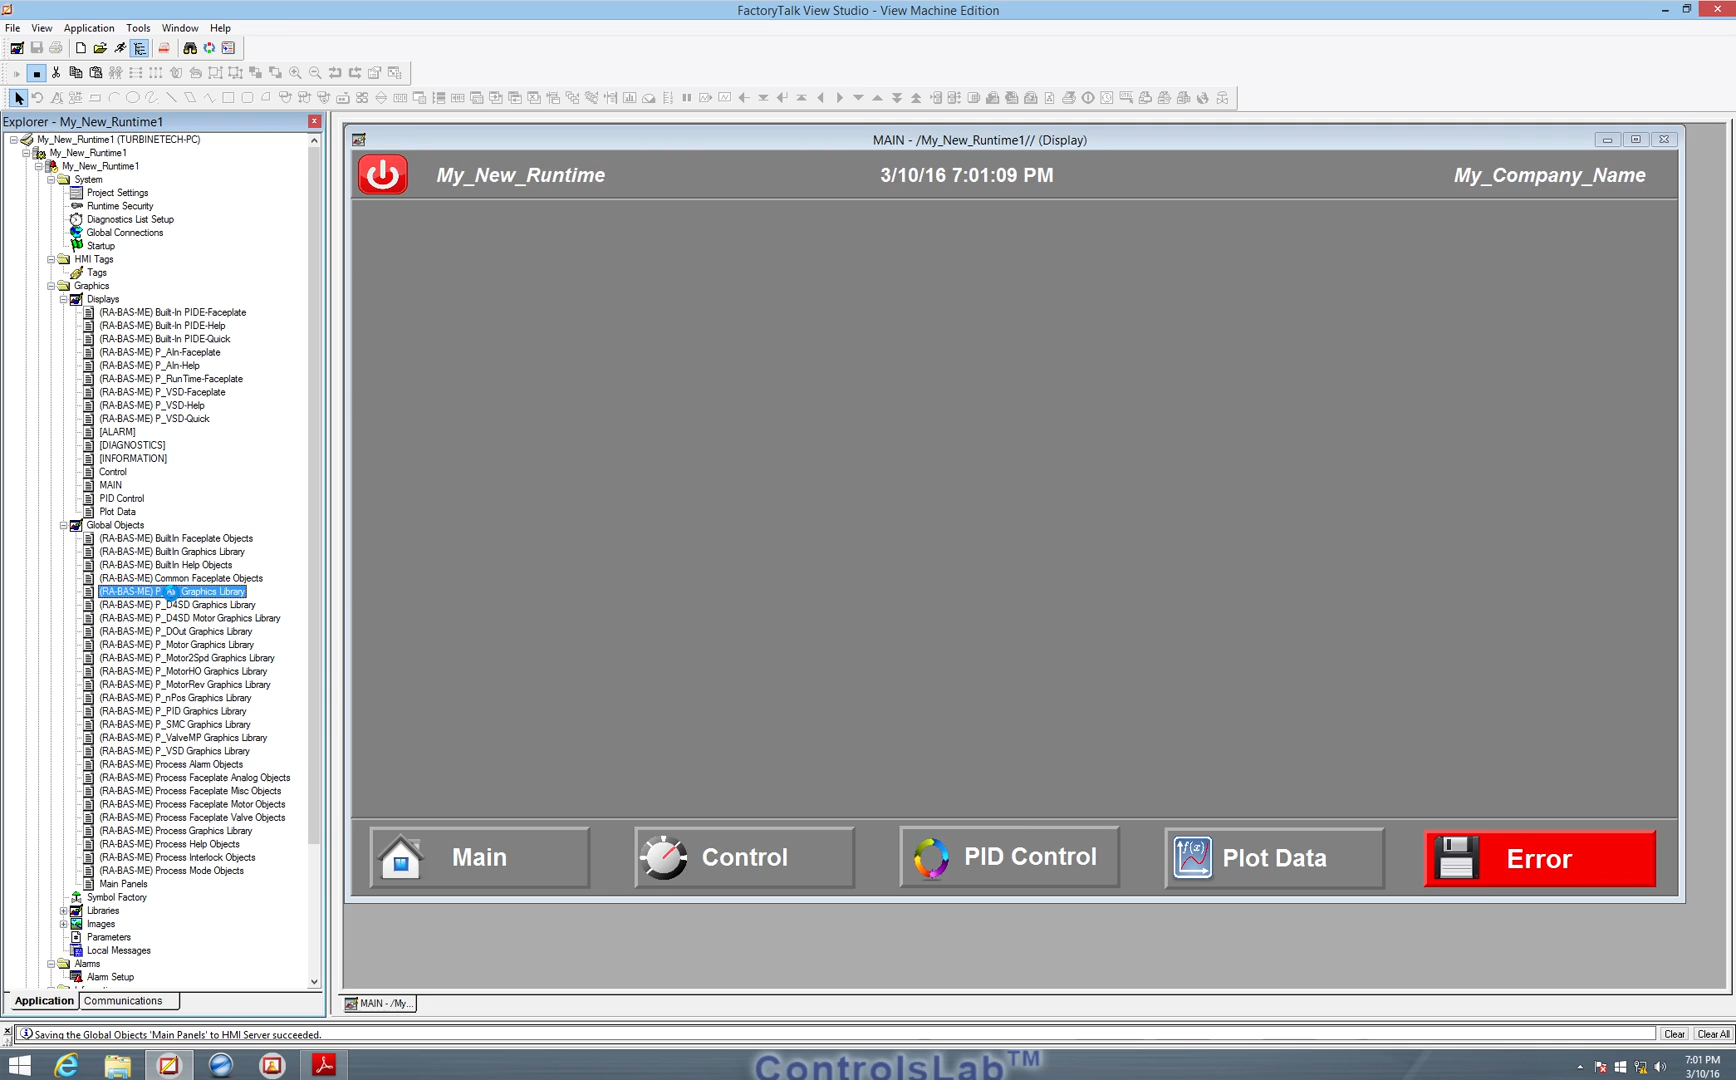 FactoryTalk View Studio - View Machine Edition
File View Application Tools Window Help
Explorer - My_New_Runtime1
My_New_Runtime1 (TURBINETECH-PC)
My_New_Runtime1
My_New_Runtime1
System
Project Settings
Runtime Security
Diagnostics List Setup
Global Connections
Startup
HMI Tags
Tags
Graphics
Displays
(RA-BAS-ME) Built-In PIDE-Faceplate
(RA-BAS-ME) Built-In PIDE-Help
(RA-BAS-ME) Built-In PIDE-Quick
(RA-BAS-ME) P_AIn-Faceplate
(RA-BAS-ME) P_AIn-Help
(RA-BAS-ME) P_RunTime-Faceplate
(RA-BAS-ME) P_VSD-Faceplate
(RA-BAS-ME) P_VSD-Help
(RA-BAS-ME) P_VSD-Quick
[ALARM]
[DIAGNOSTICS]
[INFORMATION]
Control
MAIN
PID Control
Plot Data
Global Objects
(RA-BAS-ME) BuiltIn Faceplate Objects
(RA-BAS-ME) BuiltIn Graphics Library
(RA-BAS-ME) BuiltIn Help Objects
(RA-BAS-ME) Common Faceplate Objects
(RA-BAS-ME) Graphics Library
(RA-BAS-ME) P_D4SD Graphics Library
(RA-BAS-ME) P_D4SD Motor Graphics Library
(RA-BAS-ME) P_DOut Graphics Library
(RA-BAS-ME) P_Motor Graphics Library
(RA-BAS-ME) P_Motor2Spd Graphics Library
(RA-BAS-ME) P_MotorHO Graphics Library
(RA-BAS-ME) P_MotorRev Graphics Library
(RA-BAS-ME) P_nPos Graphics Library
(RA-BAS-ME) P_PID Graphics Library
(RA-BAS-ME) P_SMC Graphics Library
(RA-BAS-ME) P_ValveMP Graphics Library
(RA-BAS-ME) P_VSD Graphics Library
(RA-BAS-ME) Process Alarm Objects
(RA-BAS-ME) Process Faceplate Analog Objects
(RA-BAS-ME) Process Faceplate Misc Objects
(RA-BAS-ME) Process Faceplate Motor Objects
(RA-BAS-ME) Process Faceplate Valve Objects
(RA-BAS-ME) Process Graphics Library
(RA-BAS-ME) Process Help Objects
(RA-BAS-ME) Process Interlock Objects
(RA-BAS-ME) Process Mode Objects
Main Panels
Symbol Factory
Libraries
Images
Parameters
Local Messages
Alarms
Alarm Setup
Application Communications
MAIN - /My_New_Runtime1// (Display)
My_New_Runtime 3/10/16 7:01:09 PM My_Company_Name
Main Control PID Control f(x) Plot Data Error
MAIN - /My...
Saving the Global Objects 'Main Panels' to HMI Server succeeded. Clear Clear All
ControlsLab™
7:01 PM
3/10/16